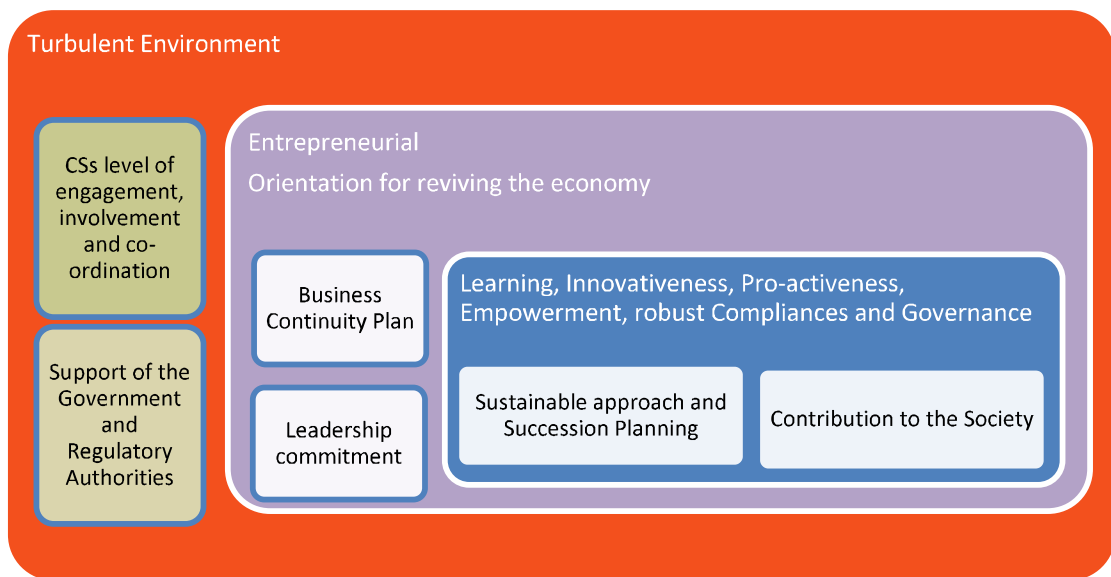 Turbulent Environment
CSs level of
engagement,
involvement
and co-
ordination
Support of the
Government
and
Regulatory
Authorities
Entrepreneurial
Orientation for reviving the economy
Business
Continuity Plan
Leadership
commitment
Learning, Innovativeness, Pro-activeness,
Empowerment, robust Compliances and Governance
Sustainable approach and
Succession Planning
Contribution to the Society